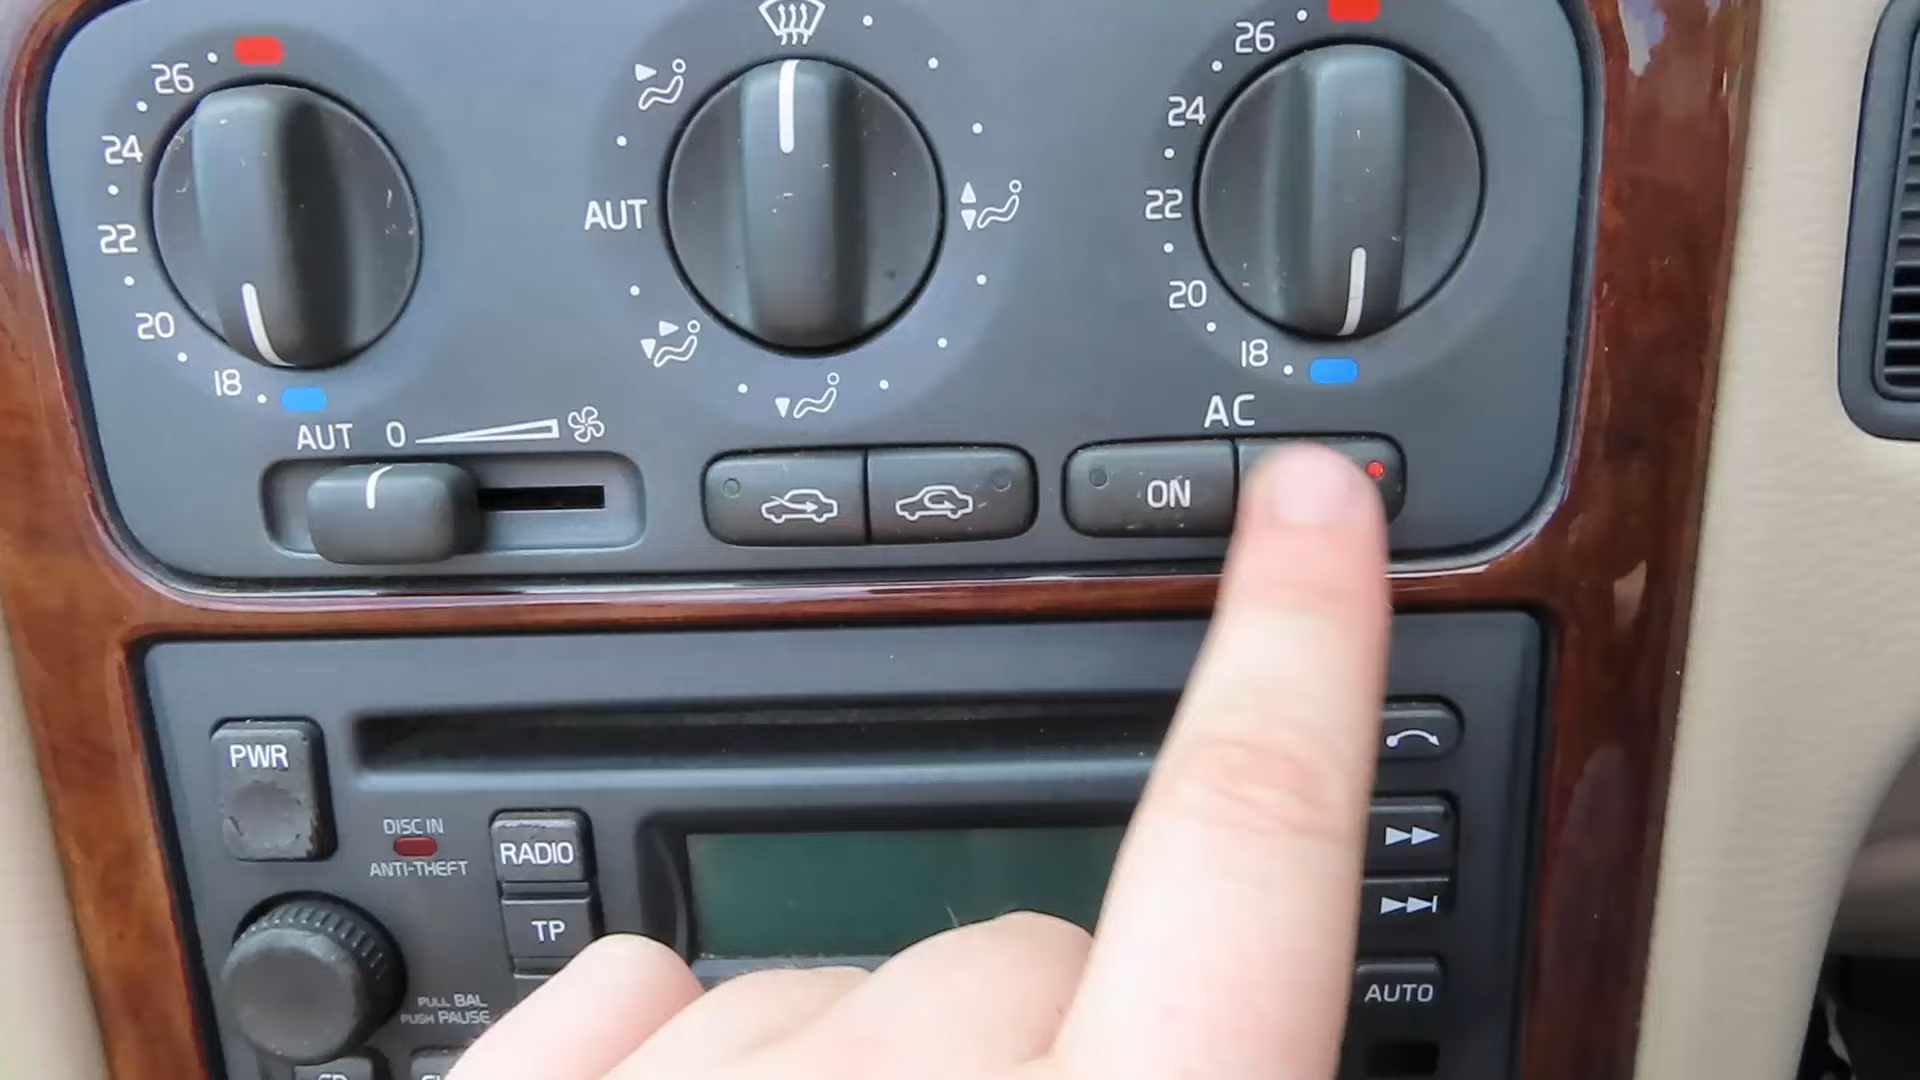 26
24
22
20
18
AUT
26
24
22
20
18
AUT 0
AC
ON
PWR
DISC IN
ANTI-THEFT
RADIO
TP
PULL BAL
PUSH PAUSE
AUTO